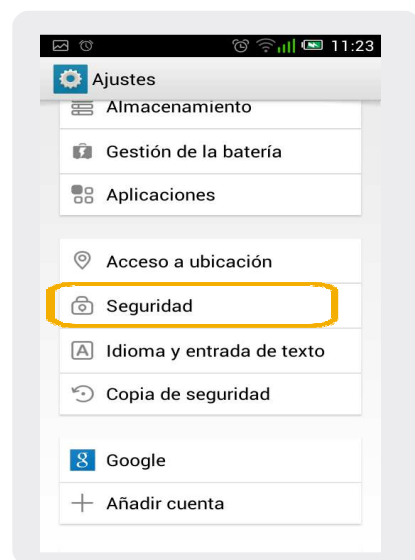 11:23
Ajustes
Almacenamiento
Gestión de la batería
Aplicaciones
Acceso a ubicación
Seguridad
A Idioma y entrada de texto
Copia de seguridad
8 Google
Añadir cuenta